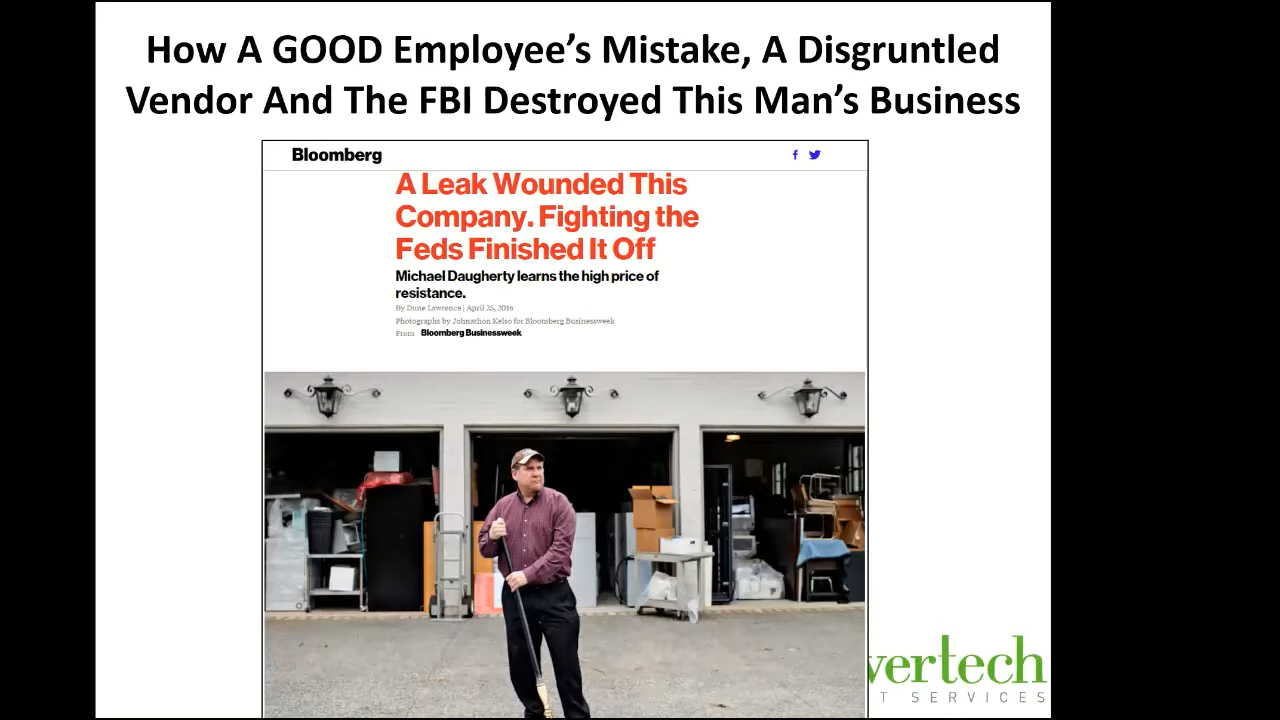 How A GOOD Employee’s Mistake, A Disgruntled
Vendor And The FBI Destroyed This Man’s Business
Bloomberg
A Leak Wounded This
Company. Fighting the
Feds Finished It Off
Michael Daugherty learns the high price of
resistance.
By Dune Lawrence | April 25, 2016
Photographs by Johnathon Kelso for Bloomberg Businessweek
From Bloomberg Businessweek
vertech
T SERVICES